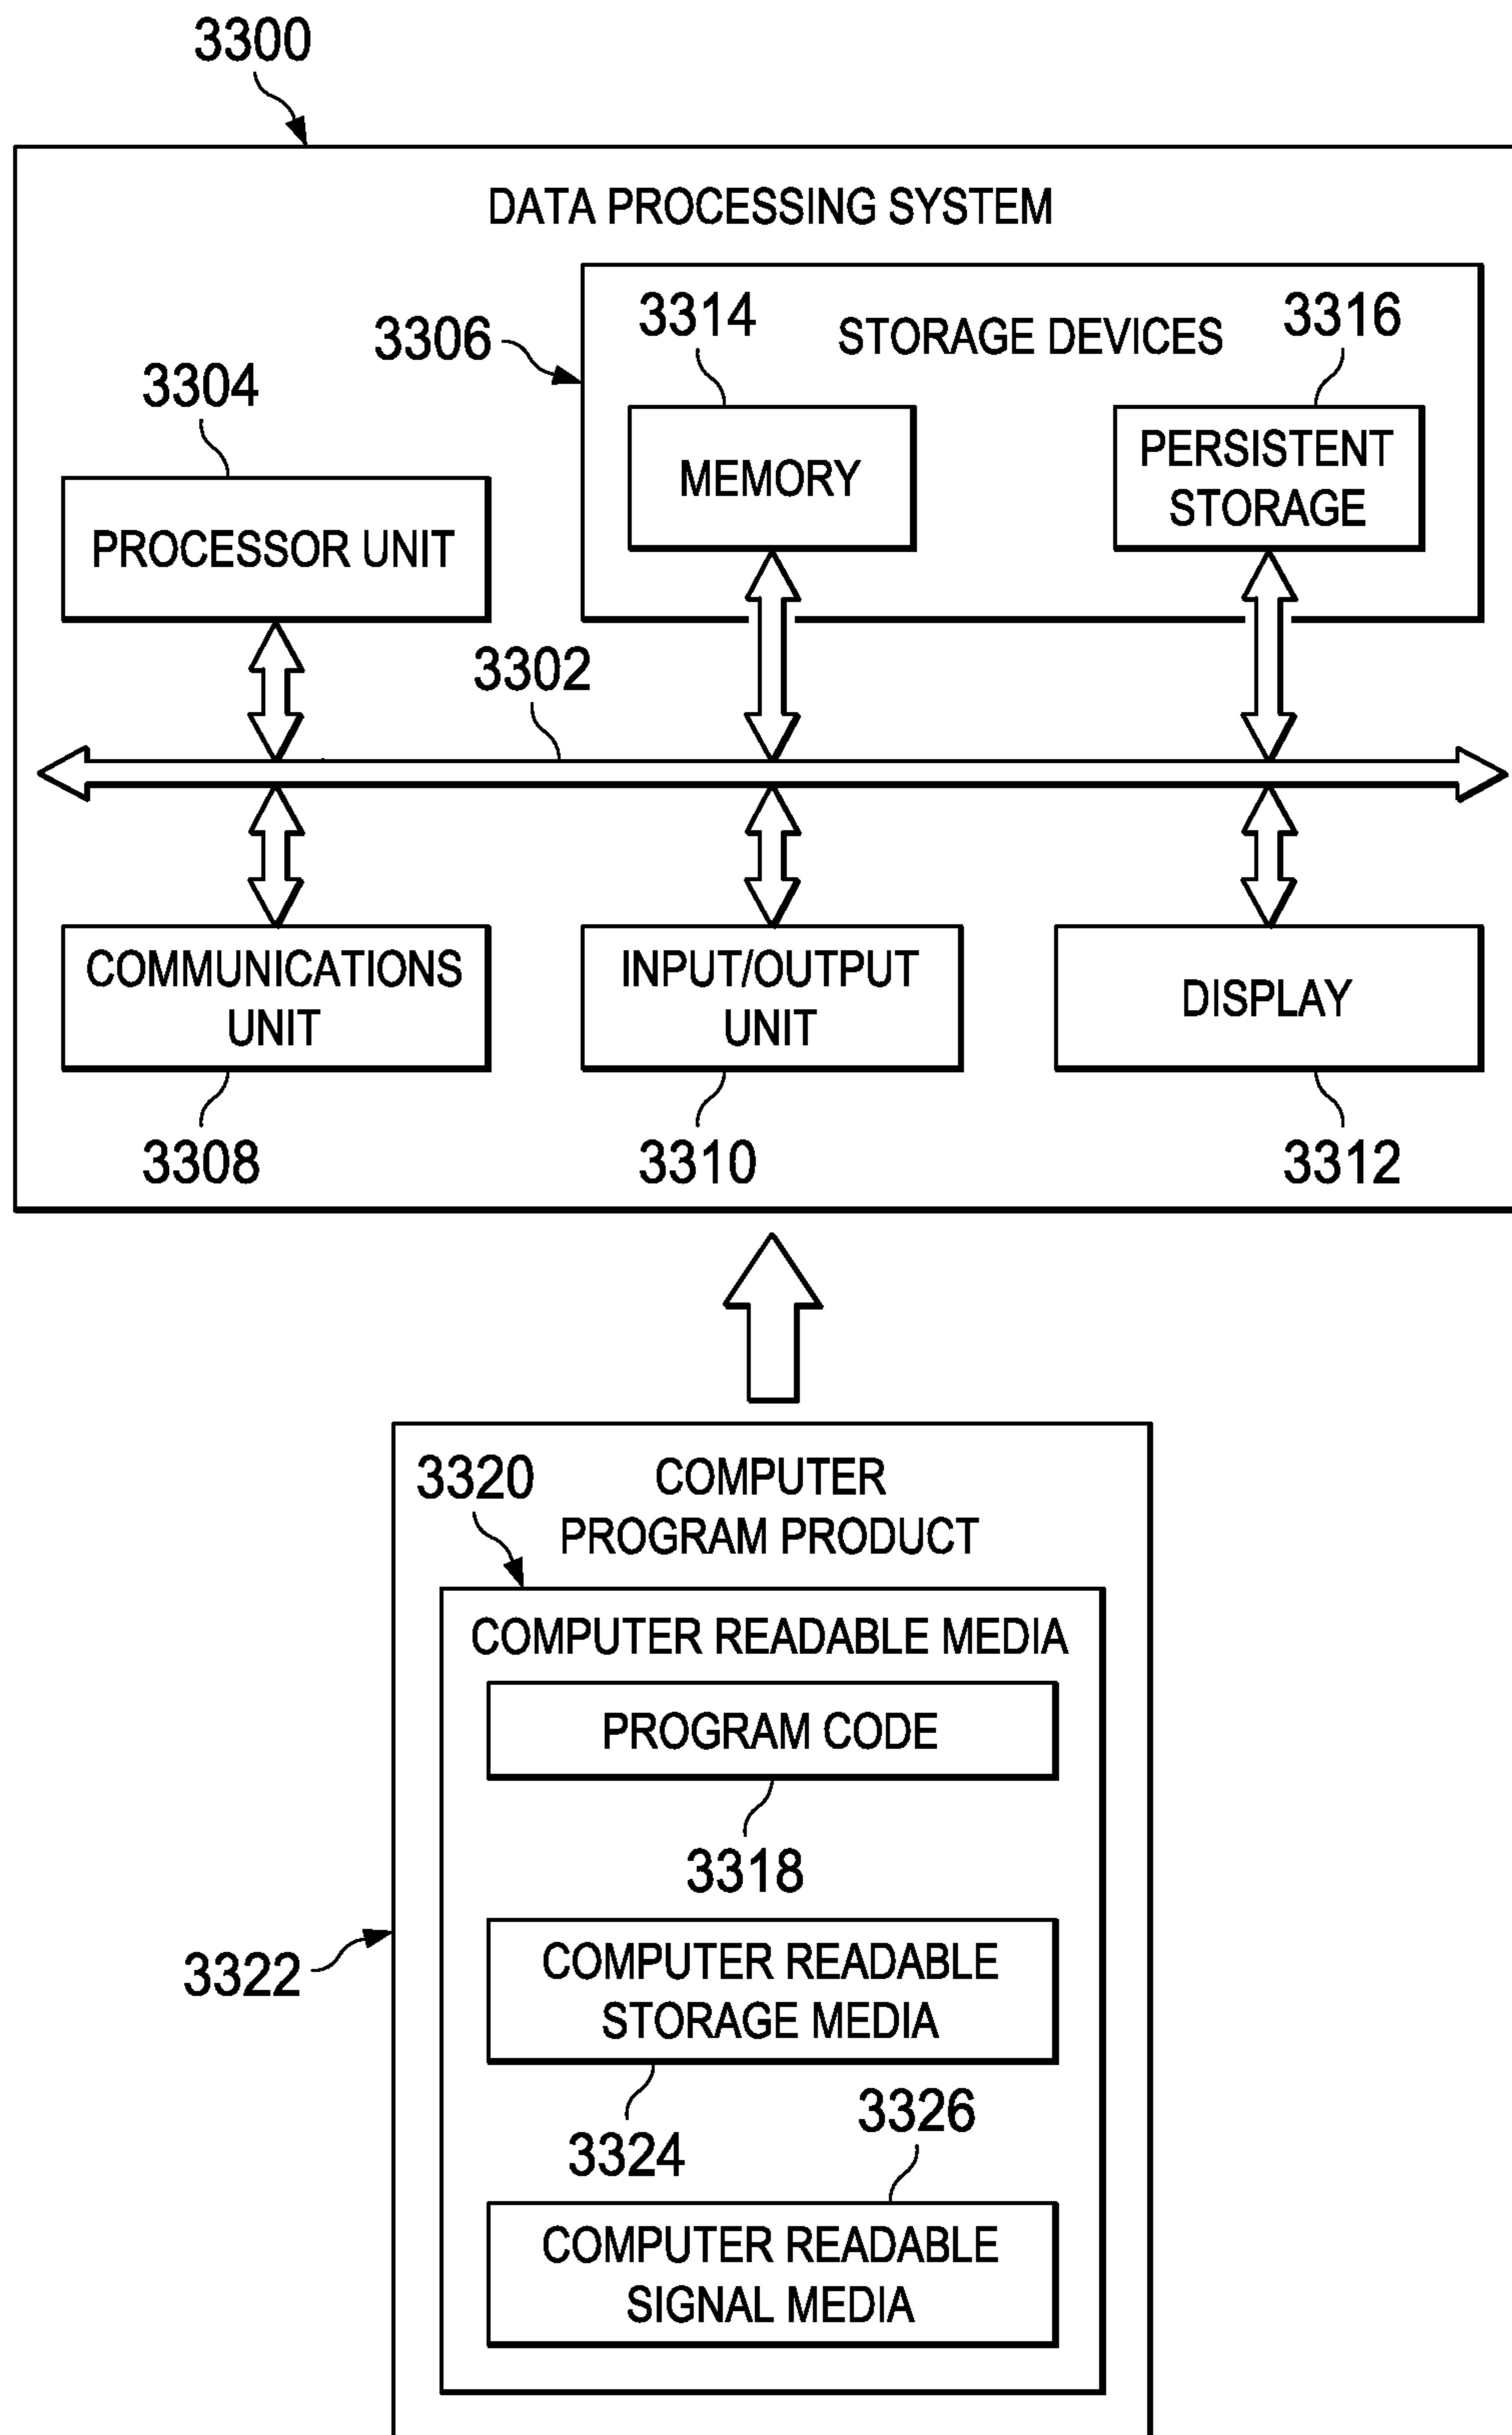 3300
DATA PROCESSING SYSTEM
3306
3314
STORAGE DEVICES
3316
3304
MEMORY
PERSISTENT
STORAGE
PROCESSOR UNIT
3302
COMMUNICATIONS
UNIT
INPUT/OUTPUT
UNIT
DISPLAY
3308
3310
3312
3320
COMPUTER
PROGRAM PRODUCT
COMPUTER READABLE MEDIA
PROGRAM CODE
3318
3322
COMPUTER READABLE
STORAGE MEDIA
3324
3326
COMPUTER READABLE
SIGNAL MEDIA